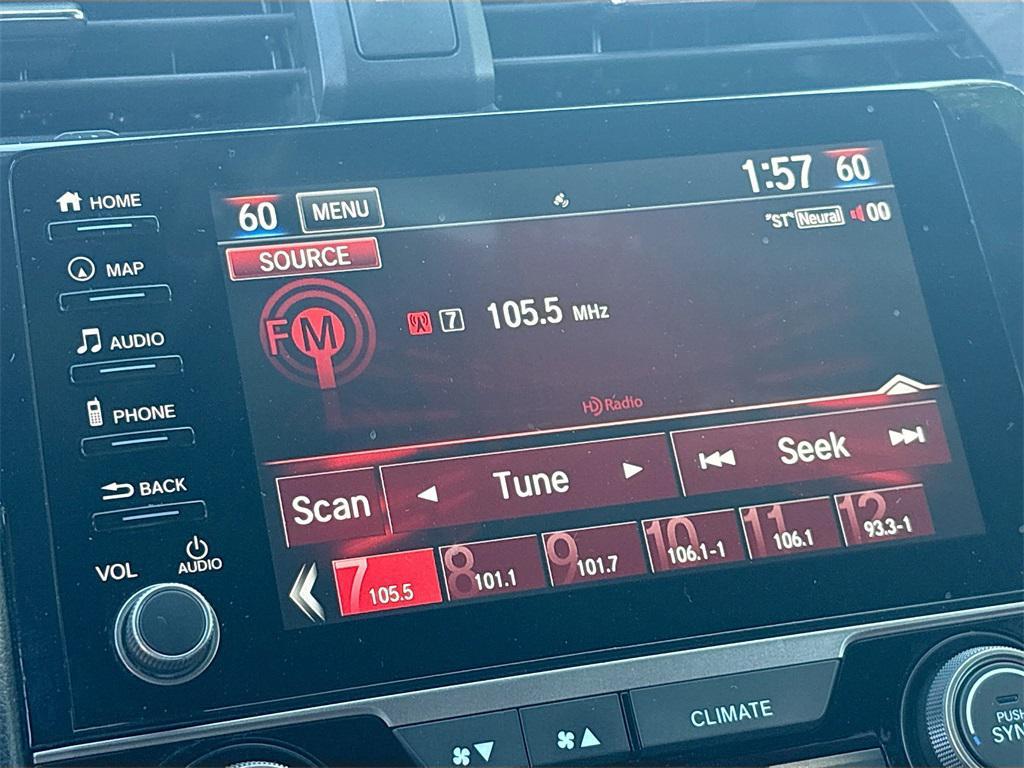 HOME
MAP
AUDIO
PHONE
BACK
VOL
AUDIO
60 MENU 1:57 60
"ST" Neural 00
SOURCE
FM
7 105.5 MHz
HD Radio
Scan Tune Seek
7 105.5 8 101.1 9 101.7 10 106.1-1 11 106.1 12 93.3-1
CLIMATE
PUSH
SYN